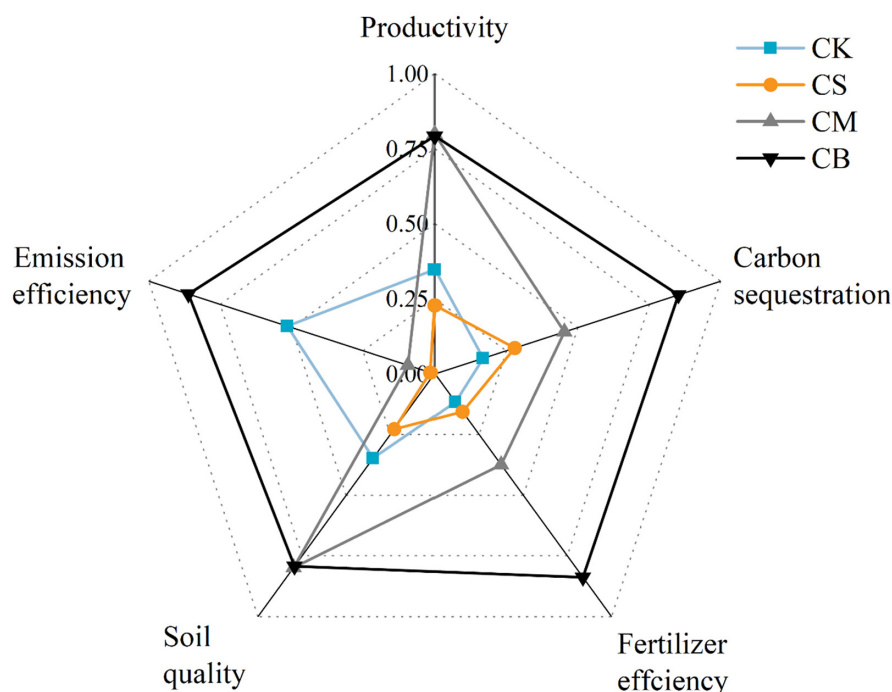 Productivity
1.00
0.75
0.50
0.25
0.00
CK
CS
CM
CB
Emission
efficiency
Carbon
sequestration
Soil
quality
Fertilizer
effciency